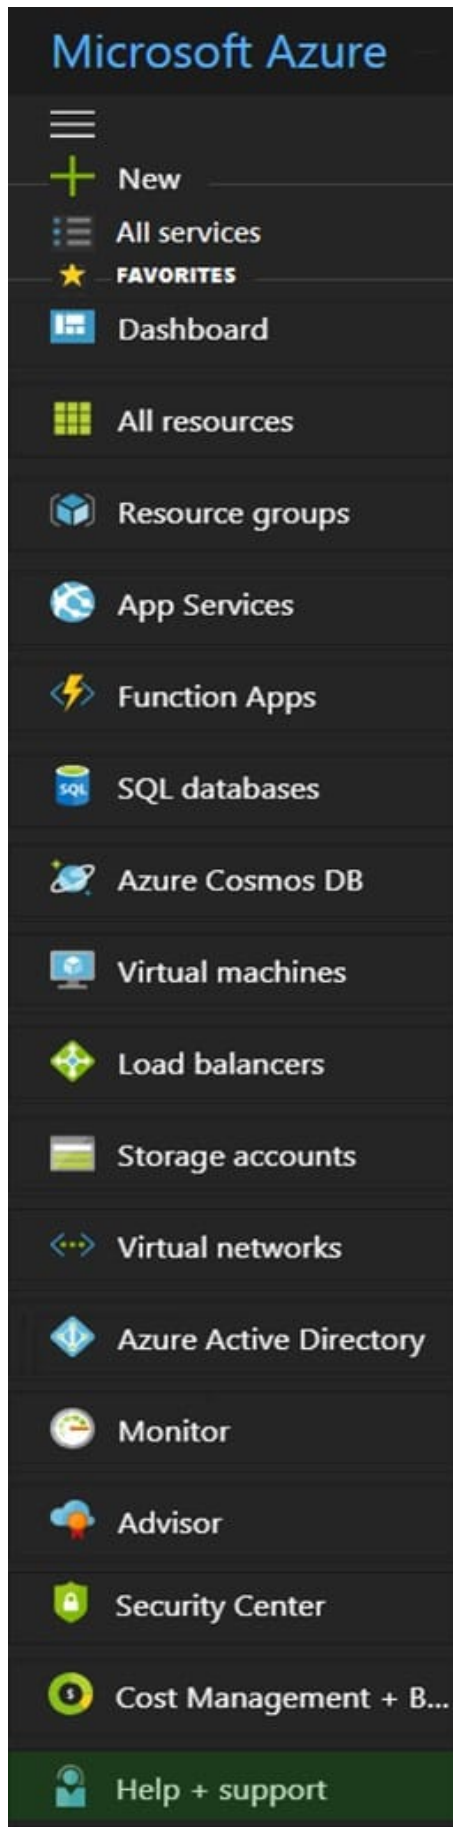 Microsoft Azure
New
All services
FAVORITES
Dashboard
All resources
Resource groups
App Services
Function Apps
SQL databases
Azure Cosmos DB
Virtual machines
Load balancers
Storage accounts
Virtual networks
Azure Active Directory
Monitor
Advisor
Security Center
Cost Management + B...
Help + support